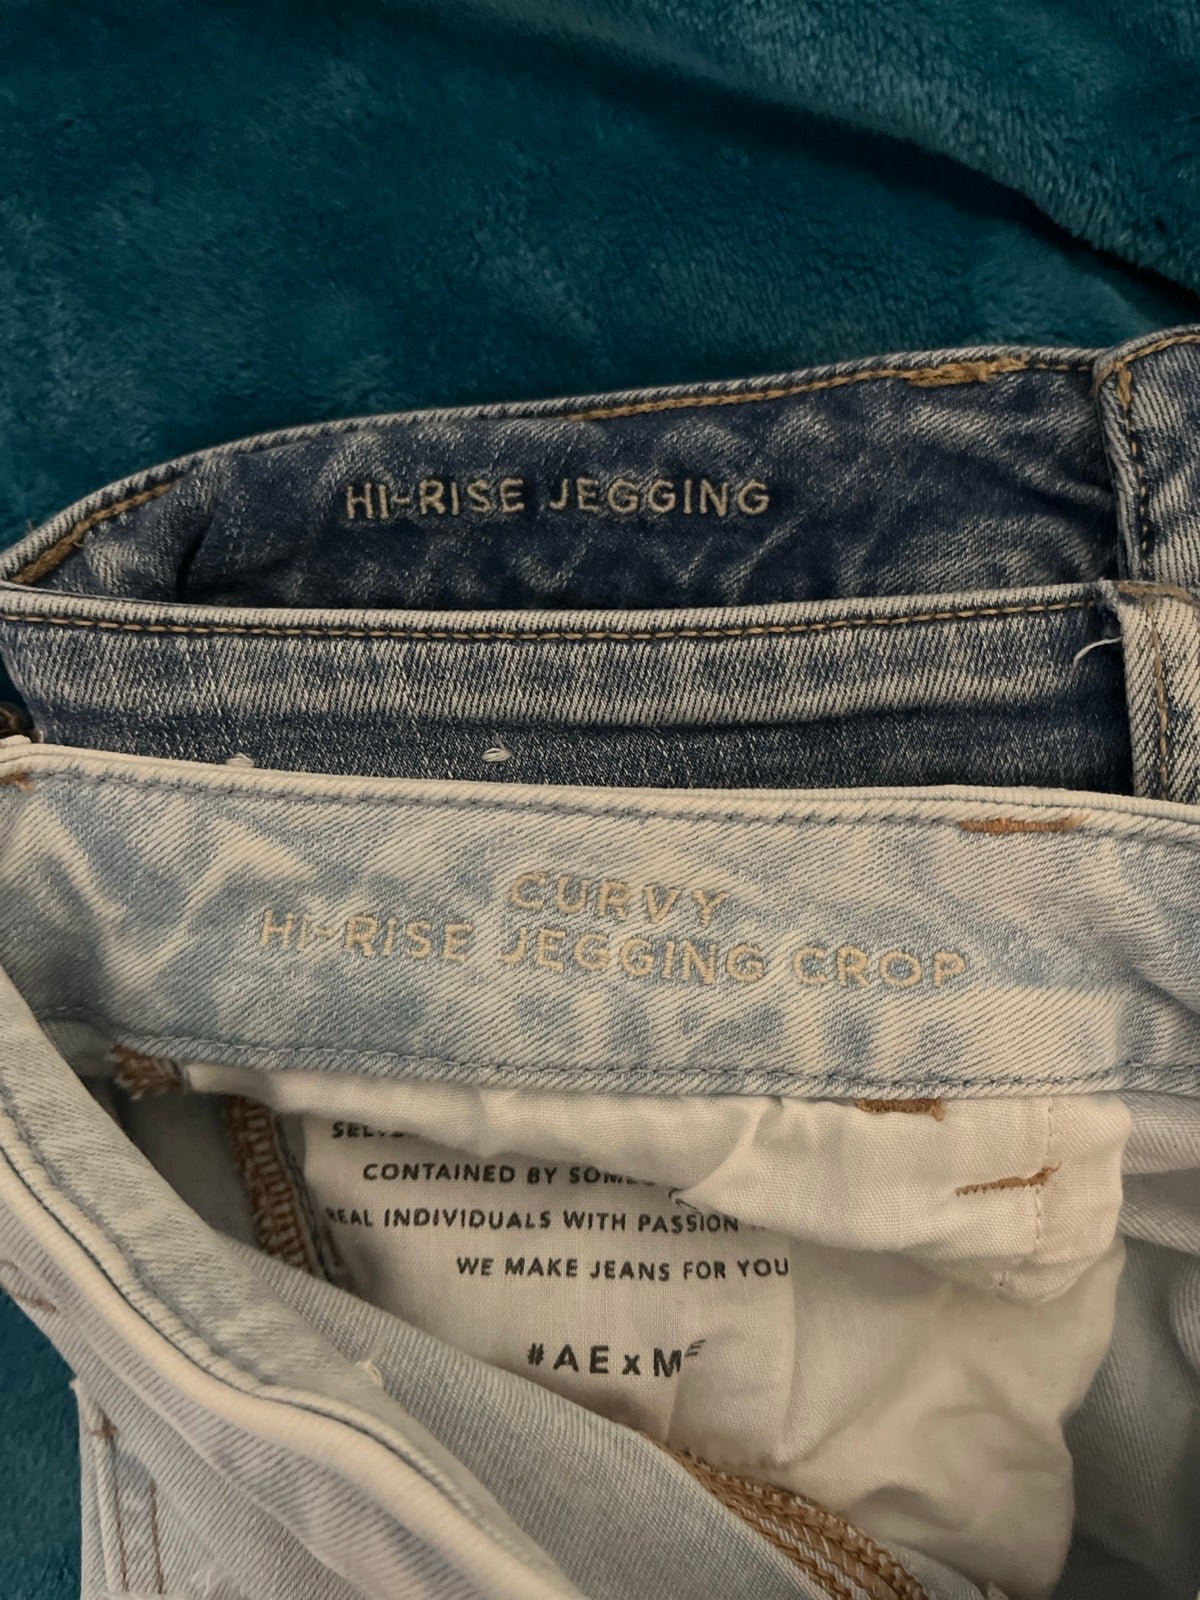 HI-RISE JEGGING
CURVY
HI-RISE JEGGING CROP
CONTAINED BY
REAL INDIVIDUALS WITH PASSION
WE MAKE JEANS FOR YOU
#AExME